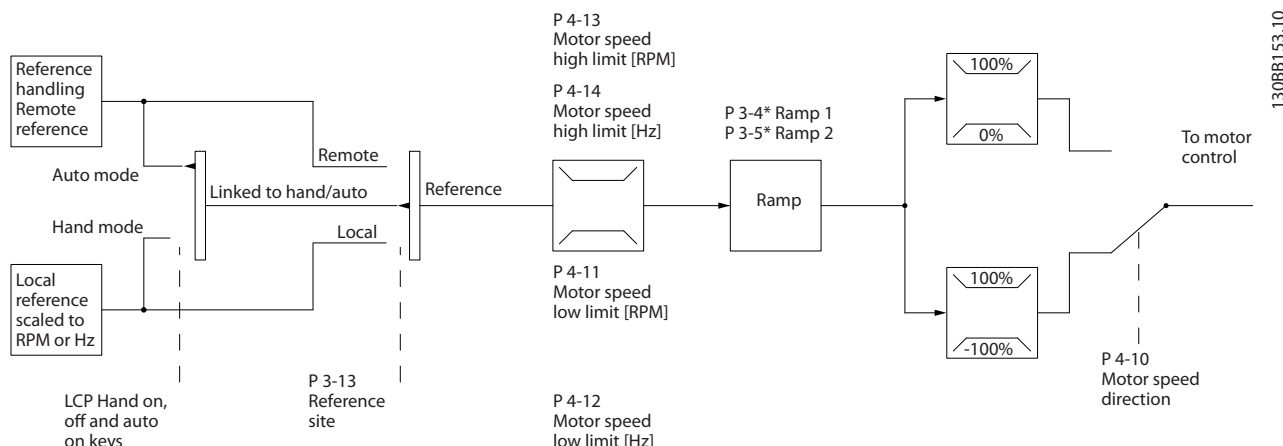 Reference
handling
Remote
reference
Auto mode
Hand mode
Local
reference
scaled to
RPM or Hz
LCP Hand on,
off and auto
on keys
Remote
Linked to hand/auto
Local
P 3-13
Reference
site
Reference
P 4-13
Motor speed
high limit [RPM]
P 4-14
Motor speed
high limit [Hz]
P 4-11
Motor speed
low limit [RPM]
P 4-12
Motor speed
low limit [Hz]
P 3-4* Ramp 1
P 3-5* Ramp 2
Ramp
100%
0%
100%
-100%
To motor
control
P 4-10
Motor speed
direction
130BB153.10